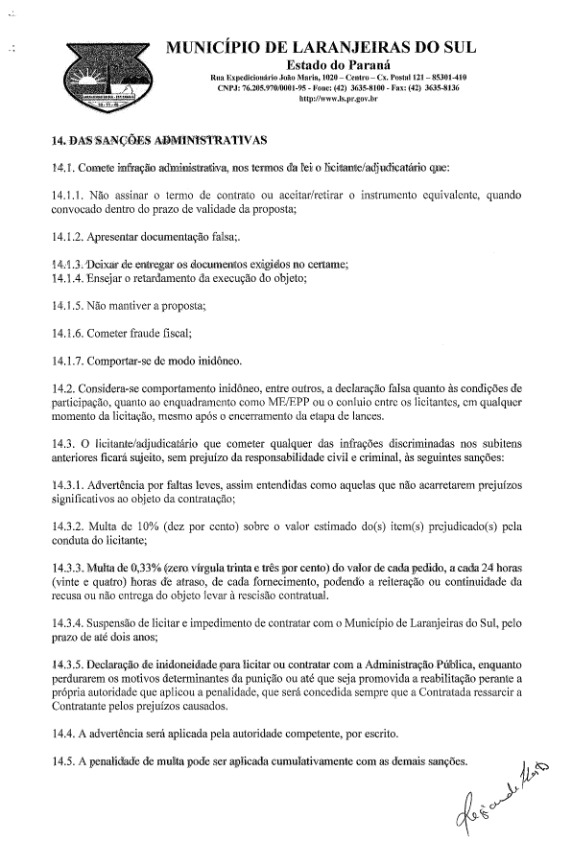 MUNICÍPIO DE LARANJEIRAS DO SUL
Estado do Paraná
Rua Expedicionário João Maria, 1020 – Centro – Cx. Postal 121 – 85301-410
CNPJ: 76.205.970/0001-95 - Fone: (42) 3635-8100 - Fax: (42) 3635-8136
http://www.ls.pr.gov.br
14. DAS SANÇÕES ADMINISTRATIVAS
14.1. Comete infração administrativa, nos termos da lei o licitante/adjudicatário que:
14.1.1. Não assinar o termo de contrato ou aceitar/retirar o instrumento equivalente, quando
convocado dentro do prazo de validade da proposta;
14.1.2. Apresentar documentação falsa;.
14.1.3. Deixar de entregar os documentos exigidos no certame;
14.1.4. Ensejar o retardamento da execução do objeto;
14.1.5. Não mantiver a proposta;
14.1.6. Cometer fraude fiscal;
14.1.7. Comportar-se de modo inidôneo.
14.2. Considera-se comportamento inidôneo, entre outros, a declaração falsa quanto às condições de
participação, quanto ao enquadramento como ME/EPP ou o conluio entre os licitantes, em qualquer
momento da licitação, mesmo após o encerramento da etapa de lances.
14.3. O licitante/adjudicatário que cometer qualquer das infrações discriminadas nos subitens
anteriores ficará sujeito, sem prejuízo da responsabilidade civil e criminal, às seguintes sanções:
14.3.1. Advertência por faltas leves, assim entendidas como aquelas que não acarretarem prejuízos
significativos ao objeto da contratação;
14.3.2. Multa de 10% (dez por cento) sobre o valor estimado do(s) item(s) prejudicado(s) pela
conduta do licitante;
14.3.3. Multa de 0,33% (zero vírgula trinta e três por cento) do valor de cada pedido, a cada 24 horas
(vinte e quatro) horas de atraso, de cada fornecimento, podendo a reiteração ou continuidade da
recusa ou não entrega do objeto levar à rescisão contratual.
14.3.4. Suspensão de licitar e impedimento de contratar com o Município de Laranjeiras do Sul, pelo
prazo de até dois anos;
14.3.5. Declaração de inidoneidade para licitar ou contratar com a Administração Pública, enquanto
perdurarem os motivos determinantes da punição ou até que seja promovida a reabilitação perante a
própria autoridade que aplicou a penalidade, que será concedida sempre que a Contratada ressarcir a
Contratante pelos prejuízos causados.
14.4. A advertência será aplicada pela autoridade competente, por escrito.
14.5. A penalidade de multa pode ser aplicada cumulativamente com as demais sanções.